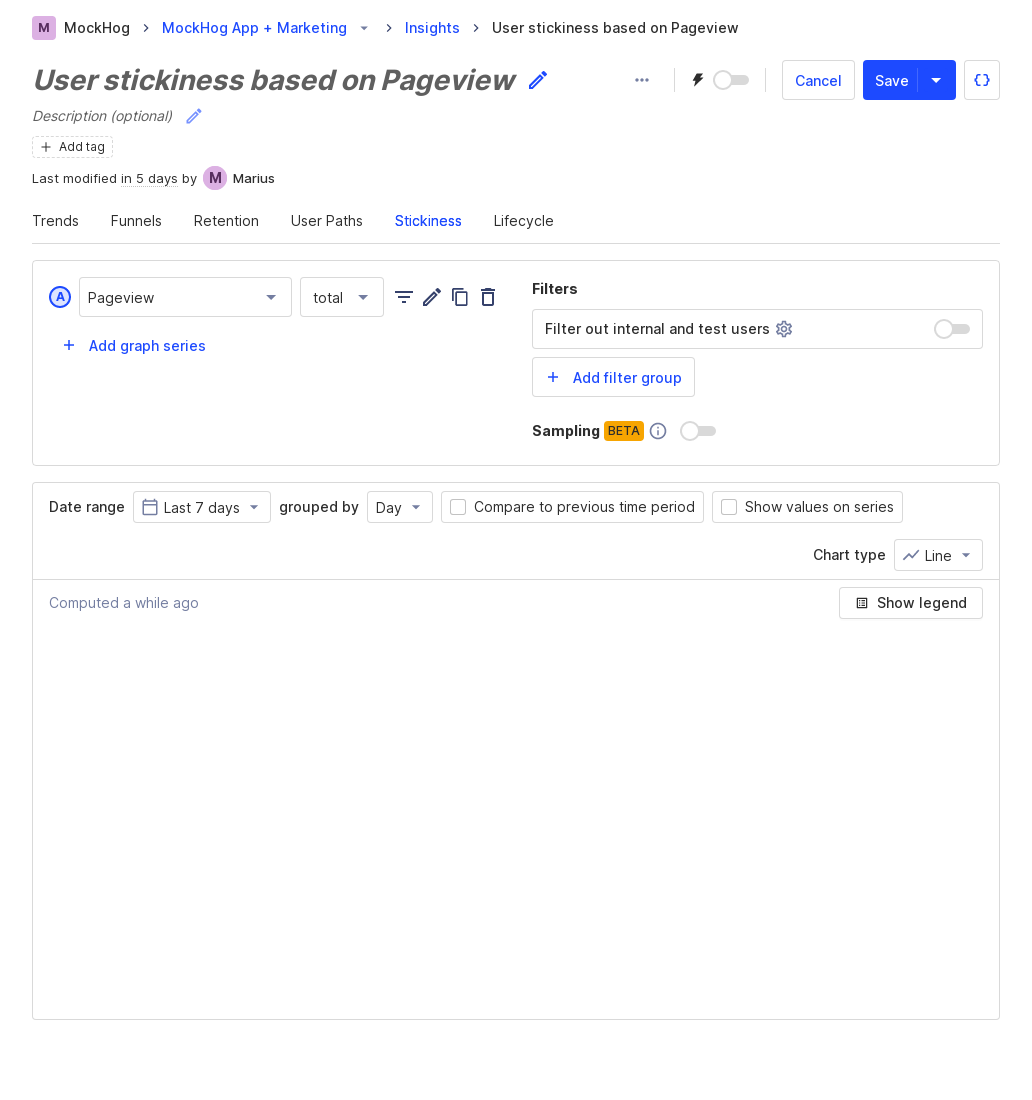 M MockHog MockHog App + Marketing Insights User stickiness based on Pageview
User stickiness based on Pageview
Cancel Save
Description (optional)
Add tag
Last modified in 5 days by M Marius
Trends Funnels Retention User Paths Stickiness Lifecycle
A Pageview total
Add graph series
Filters
Filter out internal and test users
Add filter group
Sampling BETA
Date range Last 7 days grouped by Day Compare to previous time period Show values on series
Chart type Line
Computed a while ago Show legend